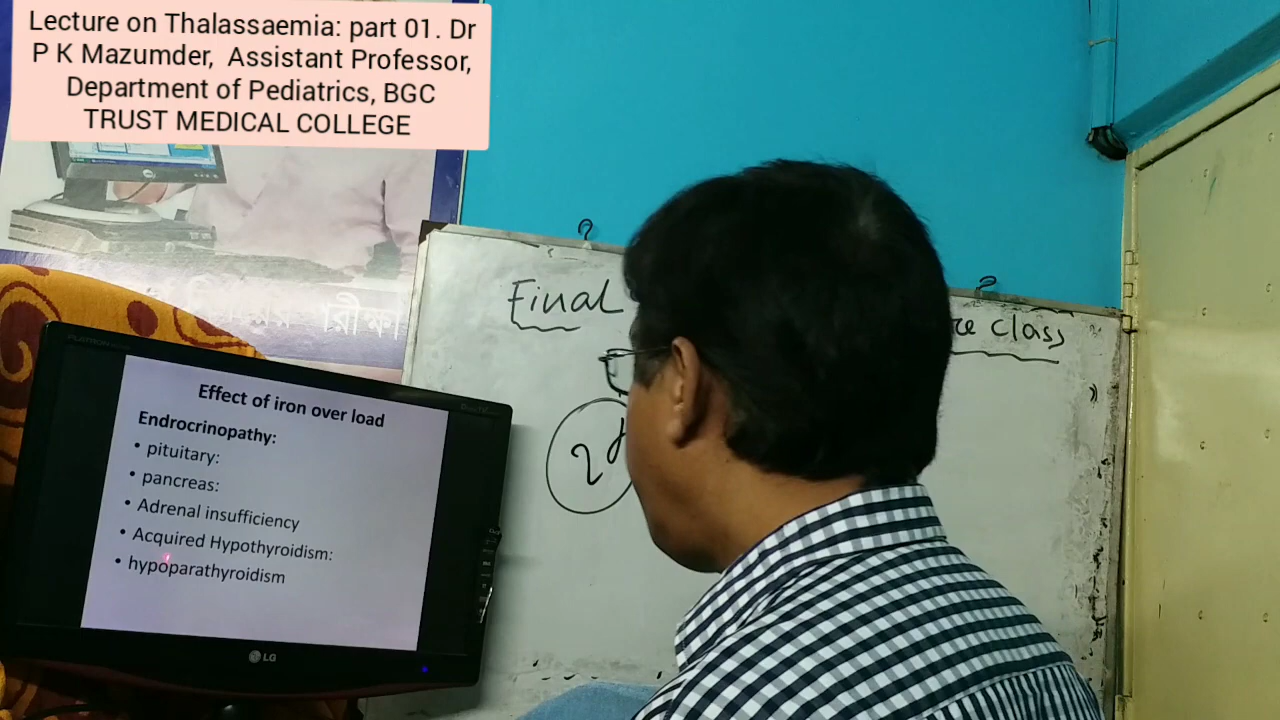 Lecture on Thalassaemia: part 01. Dr
P K Mazumder,  Assistant Professor,
Department of Pediatrics, BGC
TRUST MEDICAL COLLEGE
Final
re class
Effect of iron over load
Endrocrinopathy:
• pituitary:
• pancreas:
• Adrenal insufficiency
• Acquired Hypothyroidism:
• hypoparathyroidism
LG